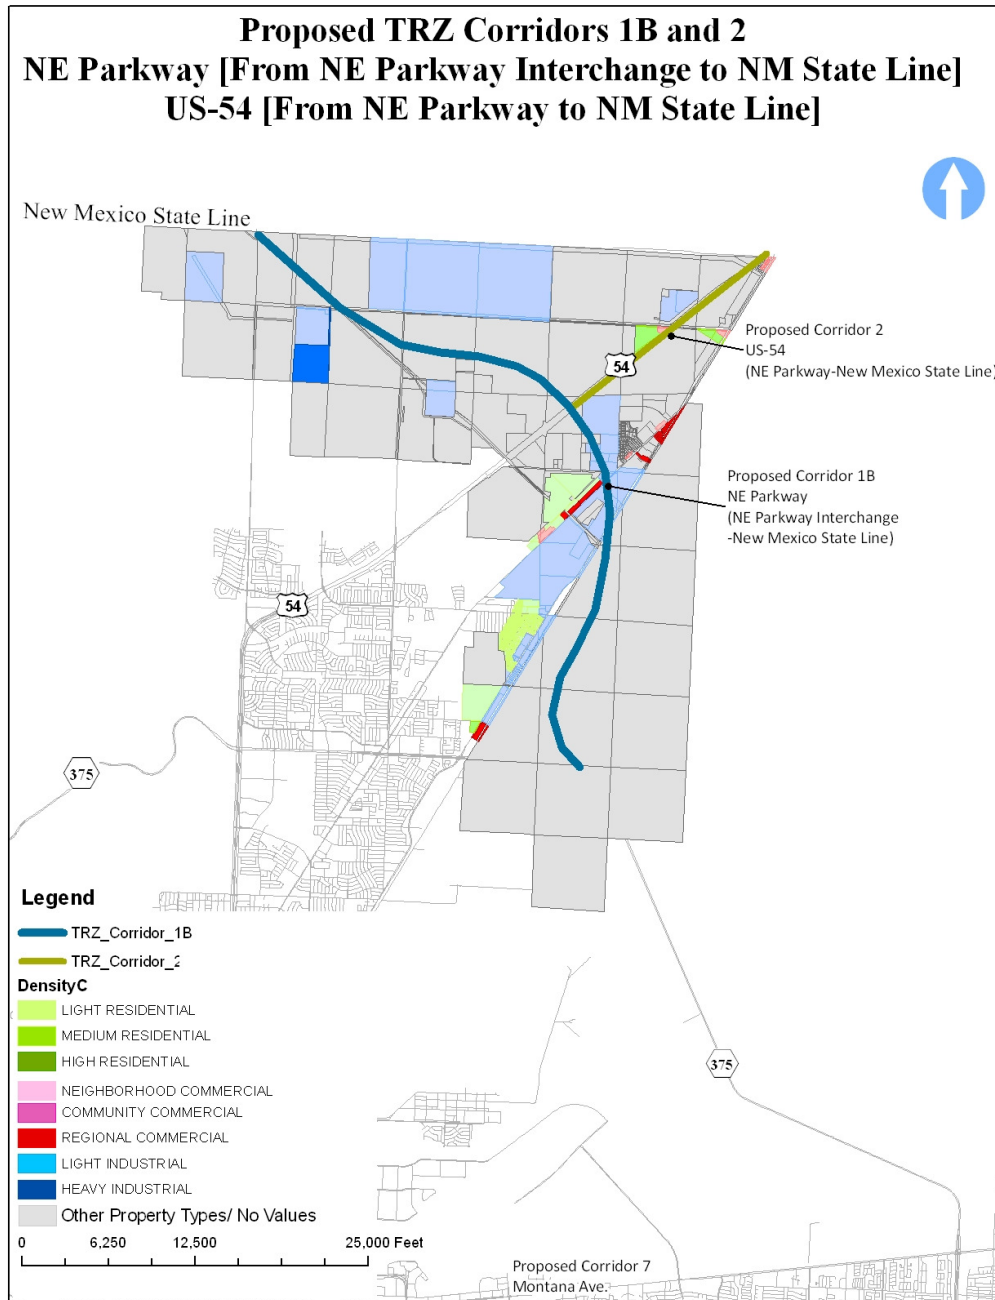 Proposed TRZ Corridors 1B and 2
NE Parkway [From NE Parkway Interchange to NM State Line]
US-54 [From NE Parkway to NM State Line]
New Mexico State Line
Proposed Corridor 2
US-54
(NE Parkway-New Mexico State Line)
54
Proposed Corridor 1B
NE Parkway
(NE Parkway Interchange
-New Mexico State Line)
54
375
Legend
TRZ_Corridor_1B
TRZ_Corridor_2
DensityC
LIGHT RESIDENTIAL
MEDIUM RESIDENTIAL
HIGH RESIDENTIAL
NEIGHBORHOOD COMMERCIAL
COMMUNITY COMMERCIAL
REGIONAL COMMERCIAL
LIGHT INDUSTRIAL
HEAVY INDUSTRIAL
Other Property Types/ No Values
0 6,250 12,500 25,000 Feet
375
Proposed Corridor 7
Montana Ave.